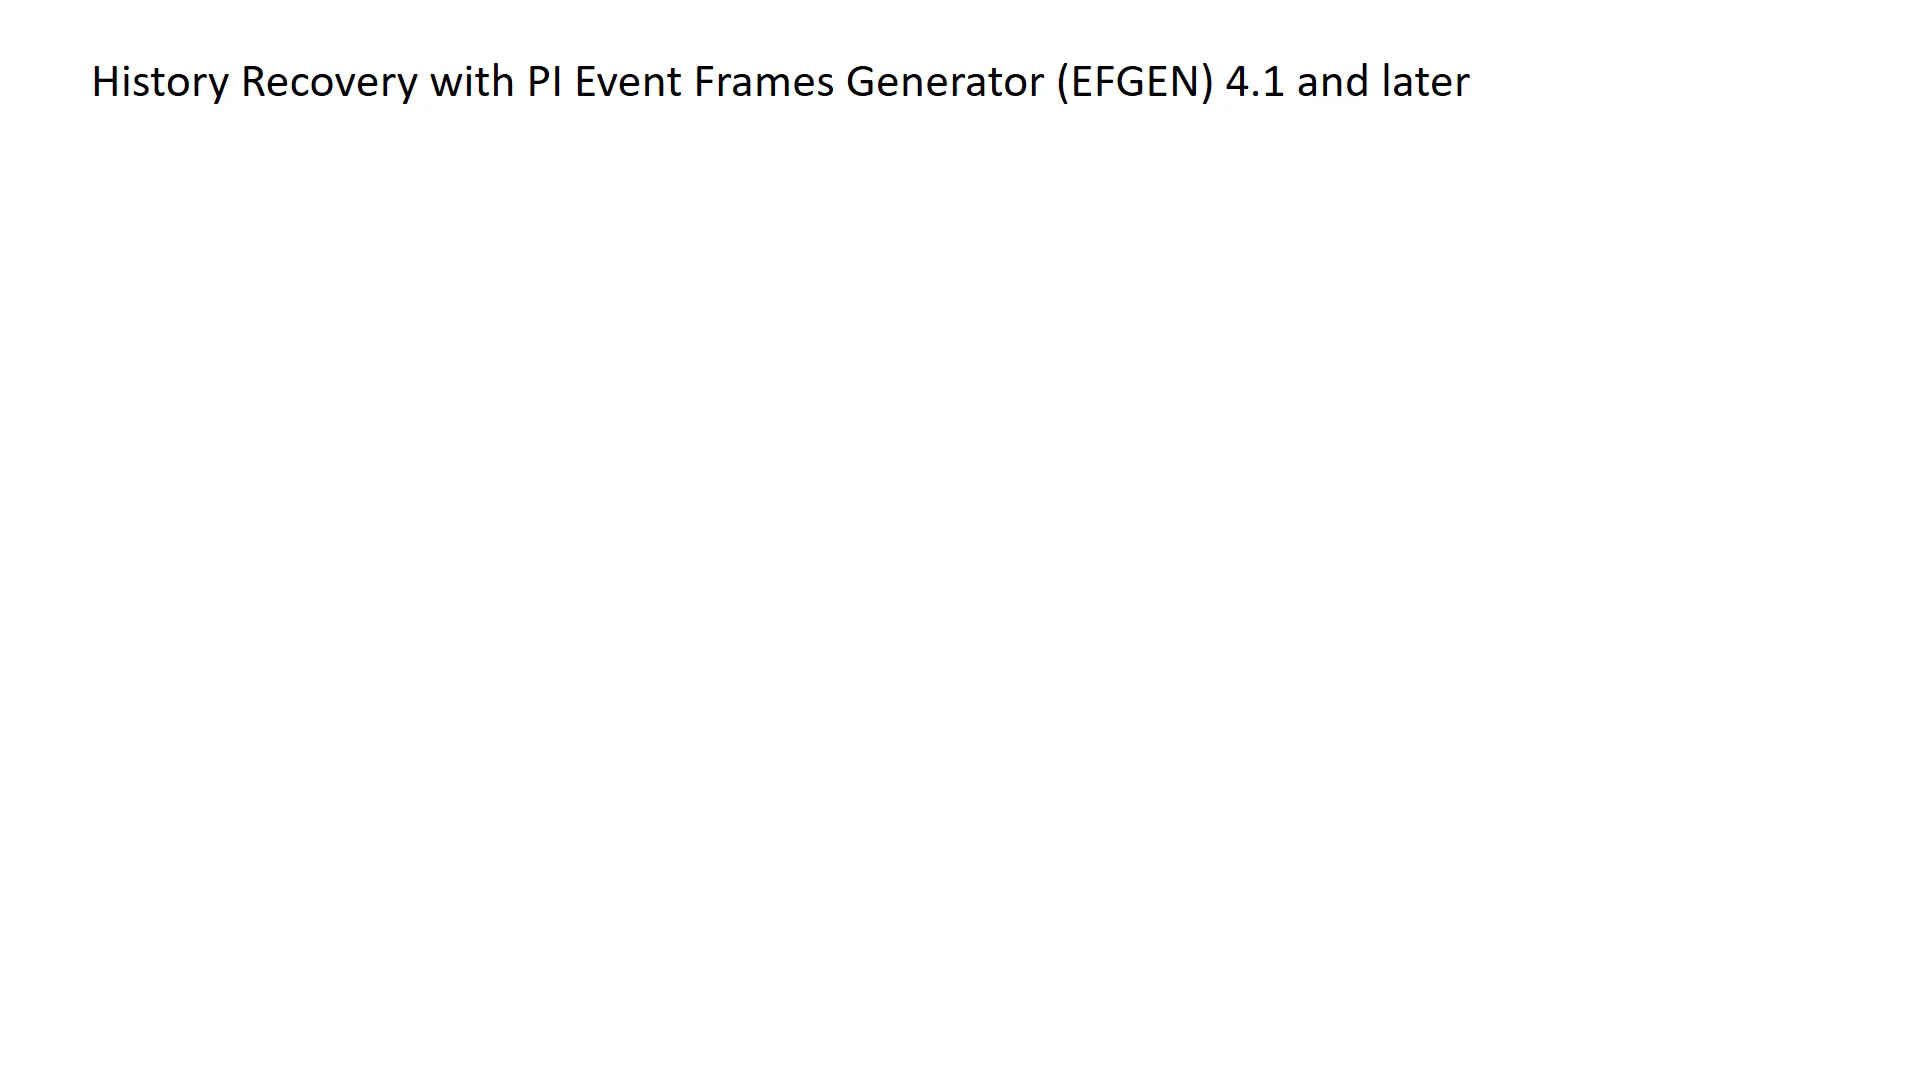 History Recovery with PI Event Frames Generator (EFGEN) 4.1 and later